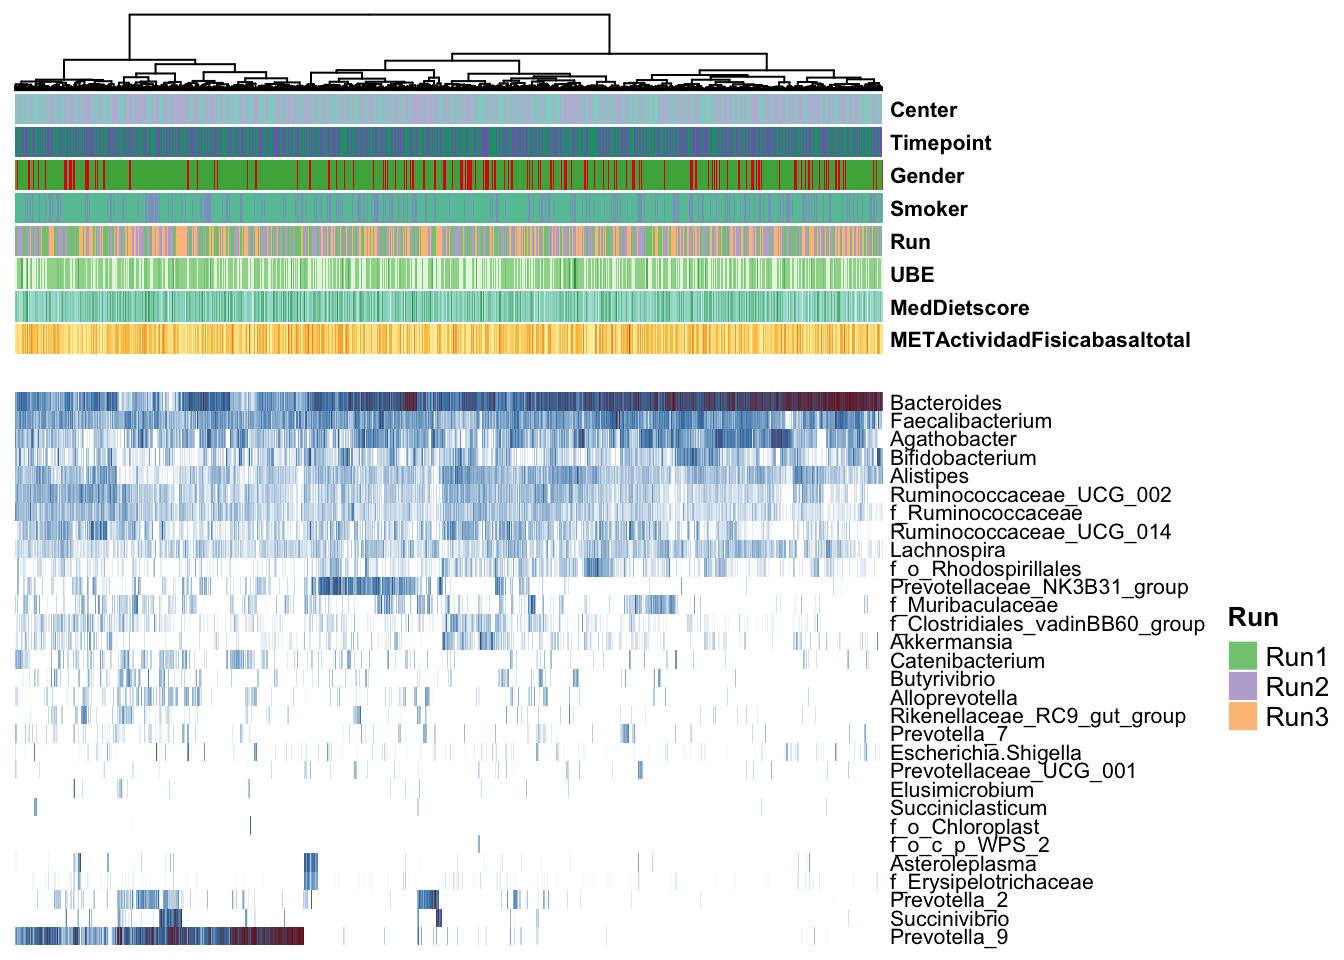 Center
Timepoint
Gender
Smoker
Run
UBE
MedDietscore
METActividadFisicabasaltotal
Bacteroides
Faecalibacterium
Agathobacter
Bifidobacterium
Alistipes
Ruminococcaceae_UCG_002
f_Ruminococcaceae
Ruminococcaceae_UCG_014
Lachnospira
f_o_Rhodospirillales
Prevotellaceae_NK3B31_group
f_Muribaculaceae
f_Clostridiales_vadinBB60_group
Akkermansia
Catenibacterium
Butyrivibrio
Alloprevotella
Rikenellaceae_RC9_gut_group
Prevotella_7
Escherichia.Shigella
Prevotellaceae_UCG_001
Elusimicrobium
Succiniclasticum
f_o_Chloroplast
f_o_c_p_WPS_2
Asteroleplasma
f_Erysipelotrichaceae
Prevotella_2
Succinivibrio
Prevotella_9
Run
Run1
Run2
Run3